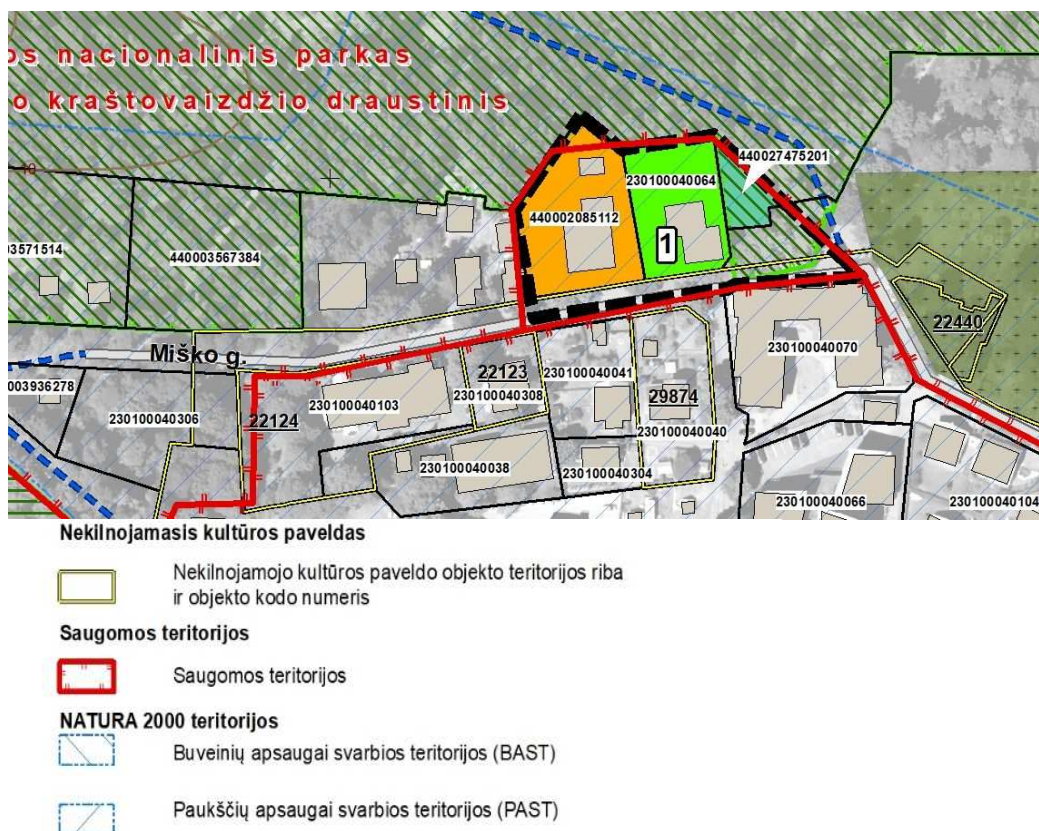 os nacionalinis parkas
o kraštovaizdžio draustinis
440027475201
230100040064
440002085112
1
03571514
440003567384
22440
230100040070
Miško g.
22123
230100040041
003936278
230100040308
29874
230100040103
230100040306
22124
230100040040
230100040038
230100040304
230100040066
230100040104
Nekilnojamasis kultūros paveldas
Nekilnojamojo kultūros paveldo objekto teritorijos riba
ir objekto kodo numeris
Saugomos teritorijos
Saugomos teritorijos
NATURA 2000 teritorijos
Buveinių apsaugai svarbios teritorijos (BAST)
Paukščių apsaugai svarbios teritorijos (PAST)